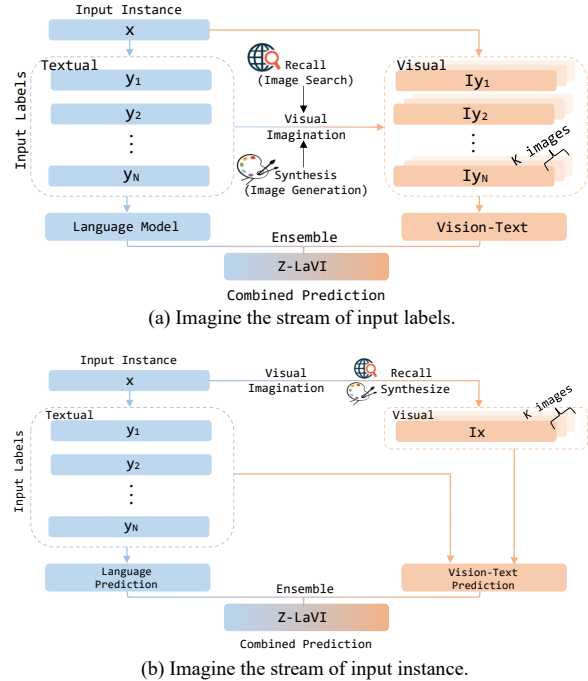 Input Instance
x
Input Labels
Textual
y1
y2
⋮
yN
Recall
(Image Search)
Visual
Imagination
Synthesis
(Image Generation)
Visual
Iy1
Iy2
⋮
IyN
K images
Language Model
Vision-Text
Ensemble
Z-LaVI
Combined Prediction
(a) Imagine the stream of input labels.
Input Instance
x
Visual
Imagination
Recall
Synthesize
Input Labels
Textual
y1
y2
⋮
yN
Visual
Ix
K images
Language
Prediction
Vision-Text
Prediction
Ensemble
Z-LaVI
Combined Prediction
(b) Imagine the stream of input instance.